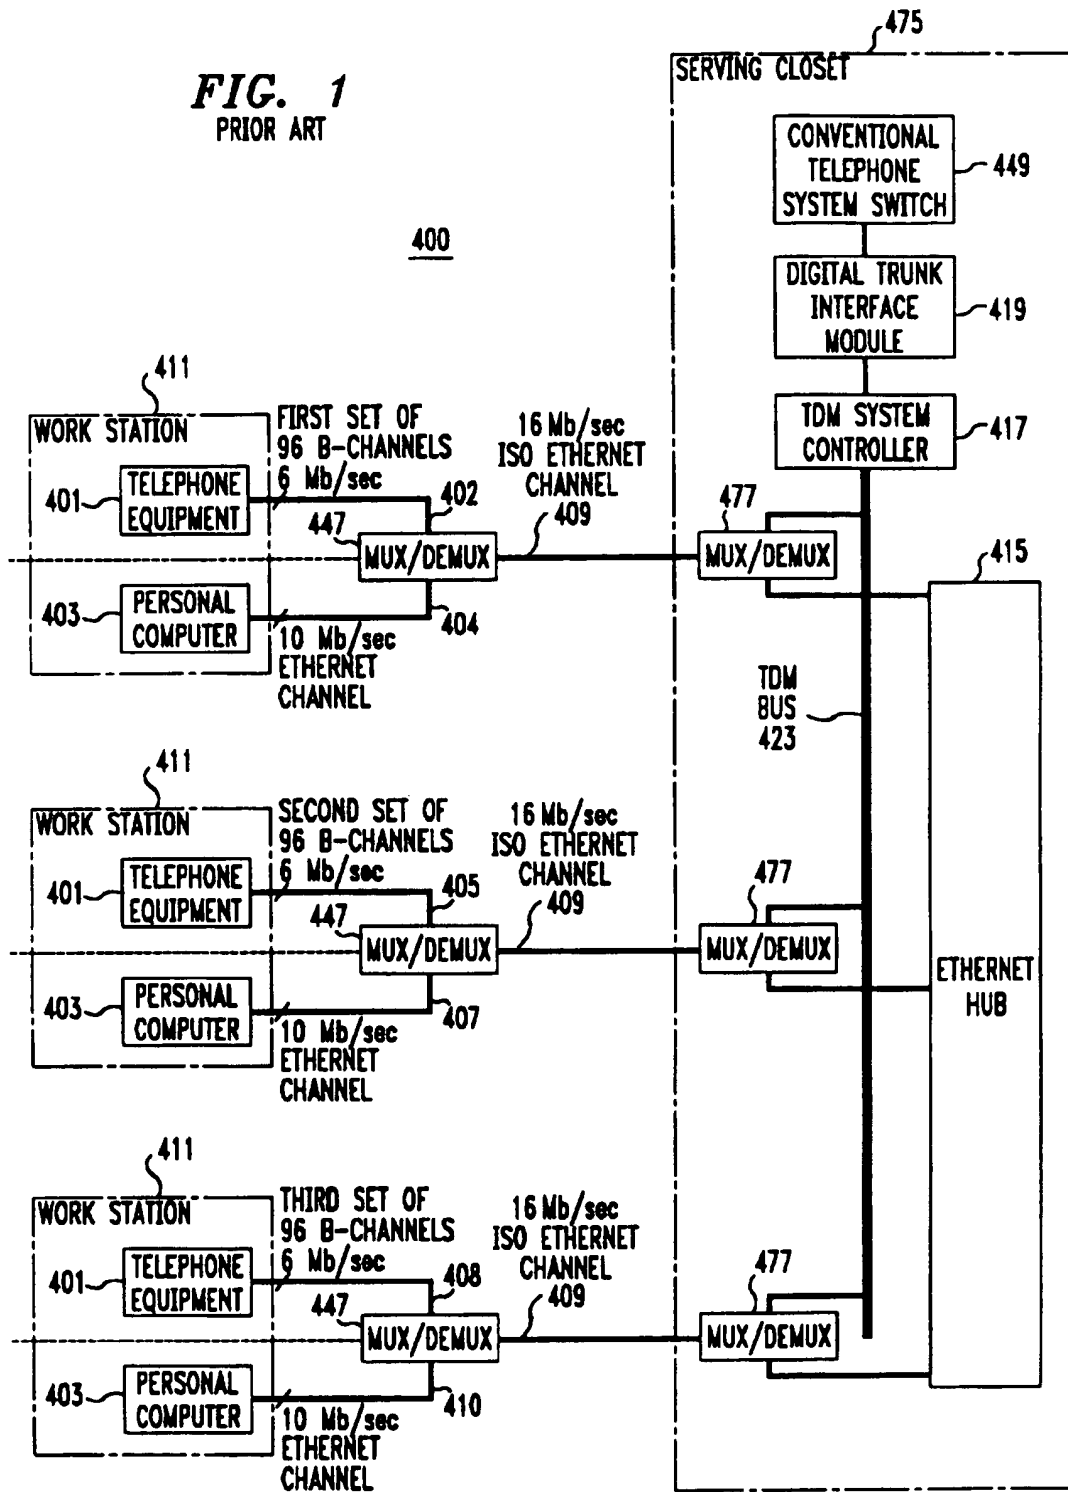 FIG. 1
PRIOR ART
400
475
SERVING CLOSET
CONVENTIONAL
TELEPHONE
SYSTEM SWITCH
449
DIGITAL TRUNK
INTERFACE
MODULE
419
TDM SYSTEM
CONTROLLER
417
411
WORK STATION
401
TELEPHONE
EQUIPMENT
FIRST SET OF
96 B-CHANNELS
6 Mb/sec
402
447
MUX/DEMUX
16 Mb/sec
ISO ETHERNET
CHANNEL
409
477
MUX/DEMUX
415
403
PERSONAL
COMPUTER
404
10 Mb/sec
ETHERNET
CHANNEL
TDM
BUS
423
411
WORK STATION
401
TELEPHONE
EQUIPMENT
SECOND SET OF
96 B-CHANNELS
6 Mb/sec
405
447
MUX/DEMUX
16 Mb/sec
ISO ETHERNET
CHANNEL
409
477
MUX/DEMUX
ETHERNET
HUB
403
PERSONAL
COMPUTER
407
10 Mb/sec
ETHERNET
CHANNEL
411
WORK STATION
401
TELEPHONE
EQUIPMENT
THIRD SET OF
96 B-CHANNELS
6 Mb/sec
408
447
MUX/DEMUX
16 Mb/sec
ISO ETHERNET
CHANNEL
409
477
MUX/DEMUX
403
PERSONAL
COMPUTER
410
10 Mb/sec
ETHERNET
CHANNEL